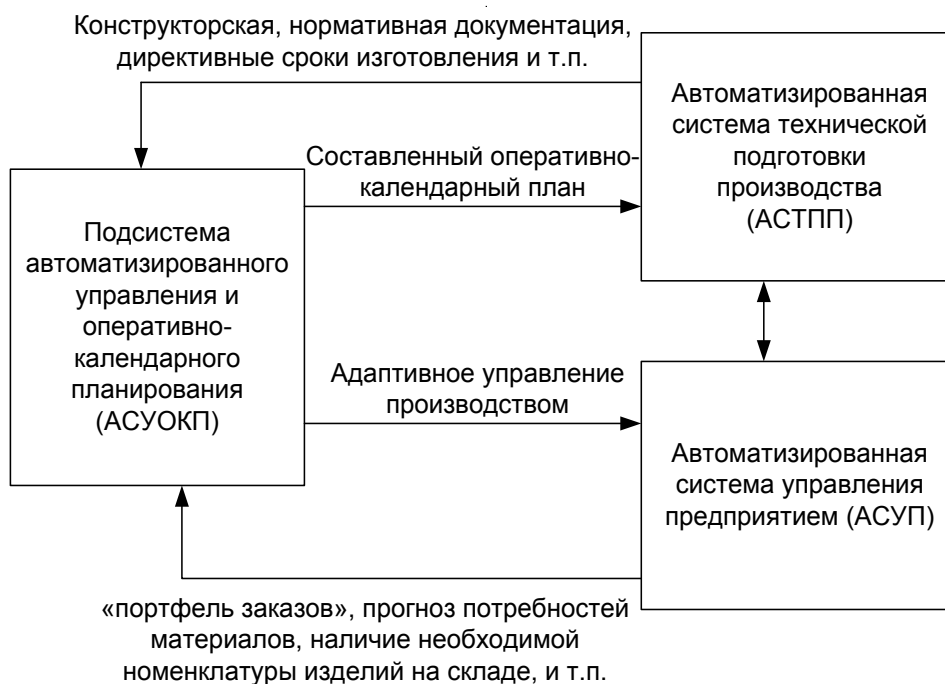 Конструкторская, нормативная документация,
директивные сроки изготовления и т.п.
Автоматизированная
система технической
подготовки
производства
(АСТПП)
Составленный оперативно-
календарный план
Подсистема
автоматизированного
управления и
оперативно-
календарного
планирования
(АСУОКП)
Адаптивное управление
производством
Автоматизированная
система управления
предприятием (АСУП)
«портфель заказов», прогноз потребностей
материалов, наличие необходимой
номенклатуры изделий на складе, и т.п.